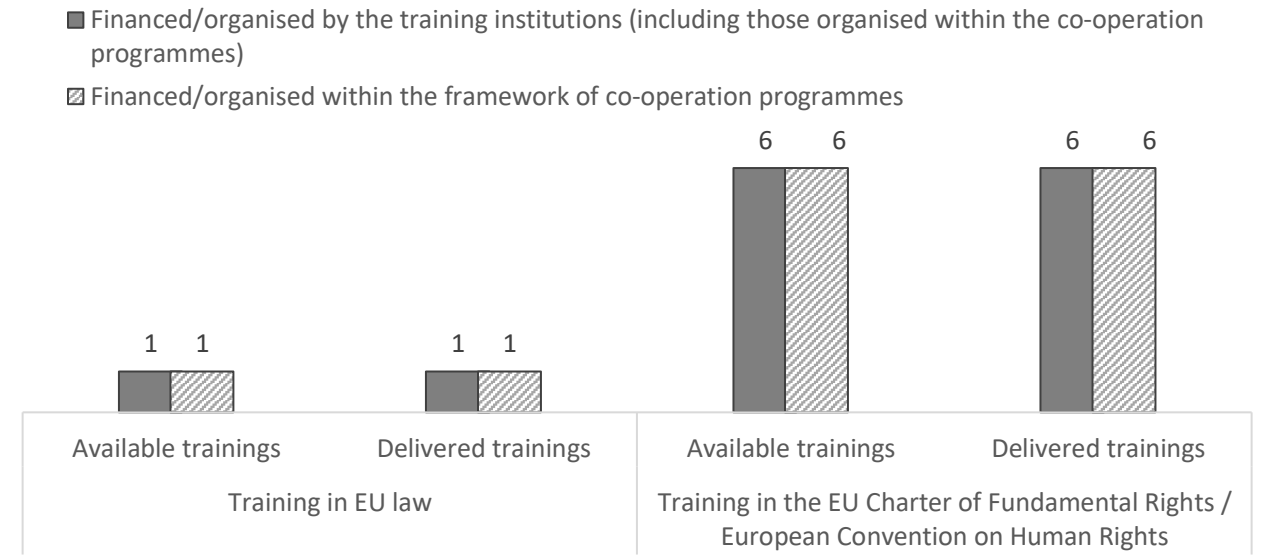 Financed/organised by the training institutions (including those organised within the co-operation
programmes)
Financed/organised within the framework of co-operation programmes
6 6 6 6
1 1 1 1
Available trainings Delivered trainings Available trainings Delivered trainings
Training in EU law
Training in the EU Charter of Fundamental Rights /
European Convention on Human Rights